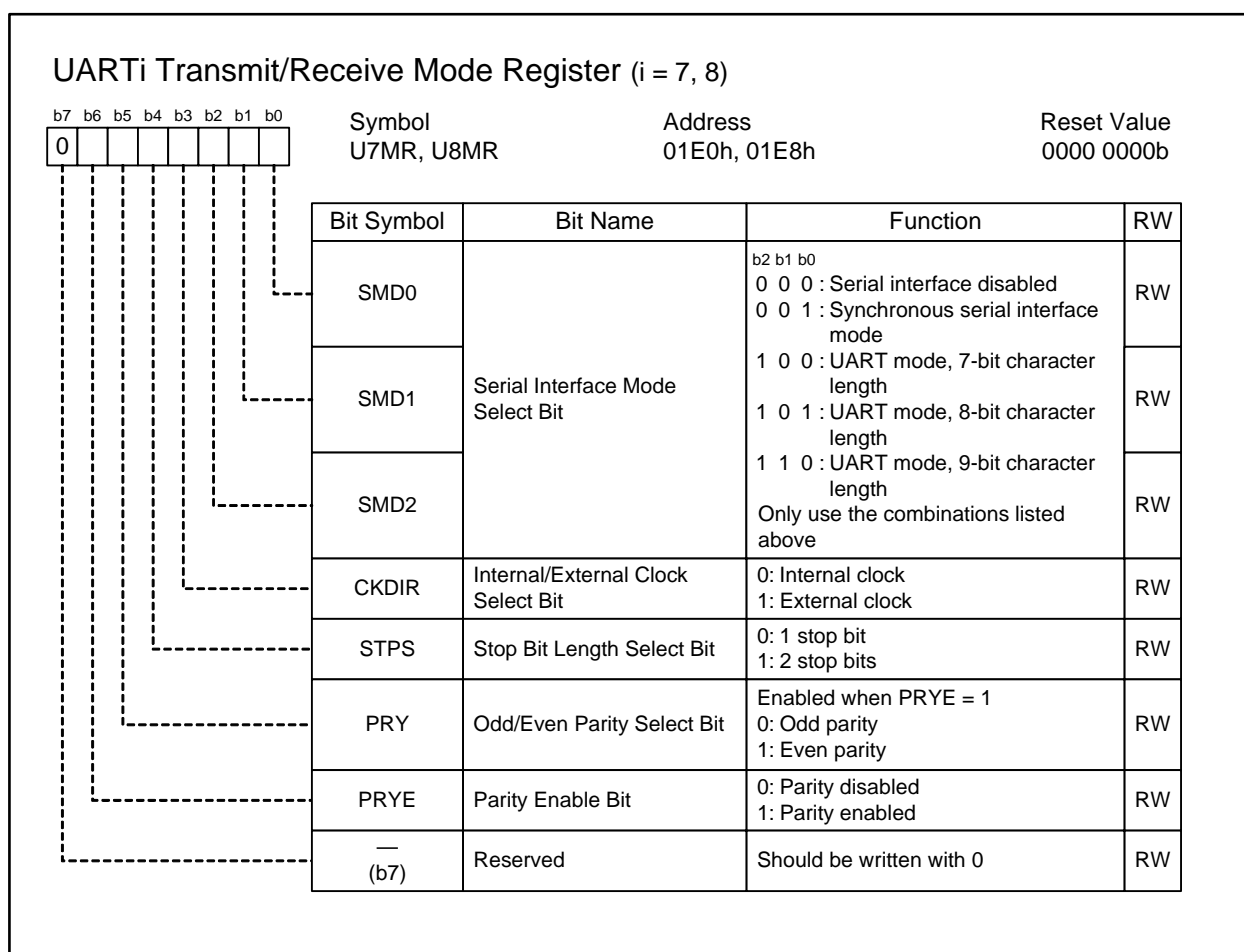 UARTi Transmit/Receive Mode Register (i = 7, 8)
b7 b6 b5 b4 b3 b2 b1 b0
0
Symbol Address Reset Value
U7MR, U8MR 01E0h, 01E8h 0000 0000b
Bit Symbol Bit Name Function RW
SMD0
SMD1
SMD2
Serial Interface Mode
Select Bit
b2 b1 b0
0 0 0 : Serial interface disabled
0 0 1 : Synchronous serial interface
mode
1 0 0 : UART mode, 7-bit character
length
1 0 1 : UART mode, 8-bit character
length
1 1 0 : UART mode, 9-bit character
length
Only use the combinations listed
above
RW
RW
RW
CKDIR
Internal/External Clock
Select Bit
0: Internal clock
1: External clock
RW
STPS
Stop Bit Length Select Bit
0: 1 stop bit
1: 2 stop bits
RW
PRY
Odd/Even Parity Select Bit
Enabled when PRYE = 1
0: Odd parity
1: Even parity
RW
PRYE
Parity Enable Bit
0: Parity disabled
1: Parity enabled
RW
—
(b7)
Reserved
Should be written with 0
RW